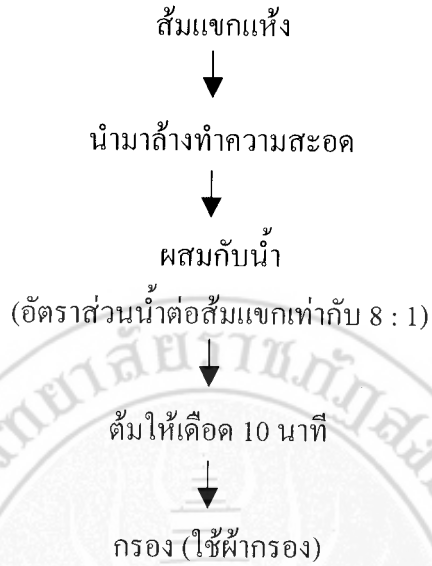 ส้มแขกแห้ง
นำมาล้างทำความสะอาด
ผสมกับน้ำ
(อัตราส่วนน้ำต่อส้มแขกเท่ากับ 8 : 1)
ต้มให้เดือด 10 นาที
กรอง (ใช้ผ้ากรอง)